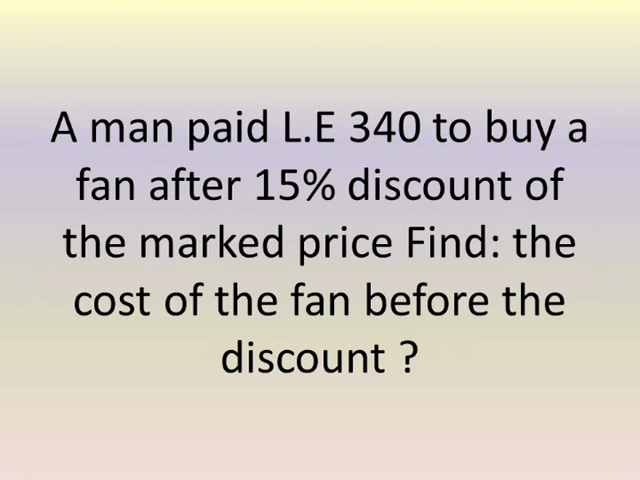 A man paid L.E 340 to buy a
fan after 15% discount of
the marked price Find: the
cost of the fan before the
discount ?